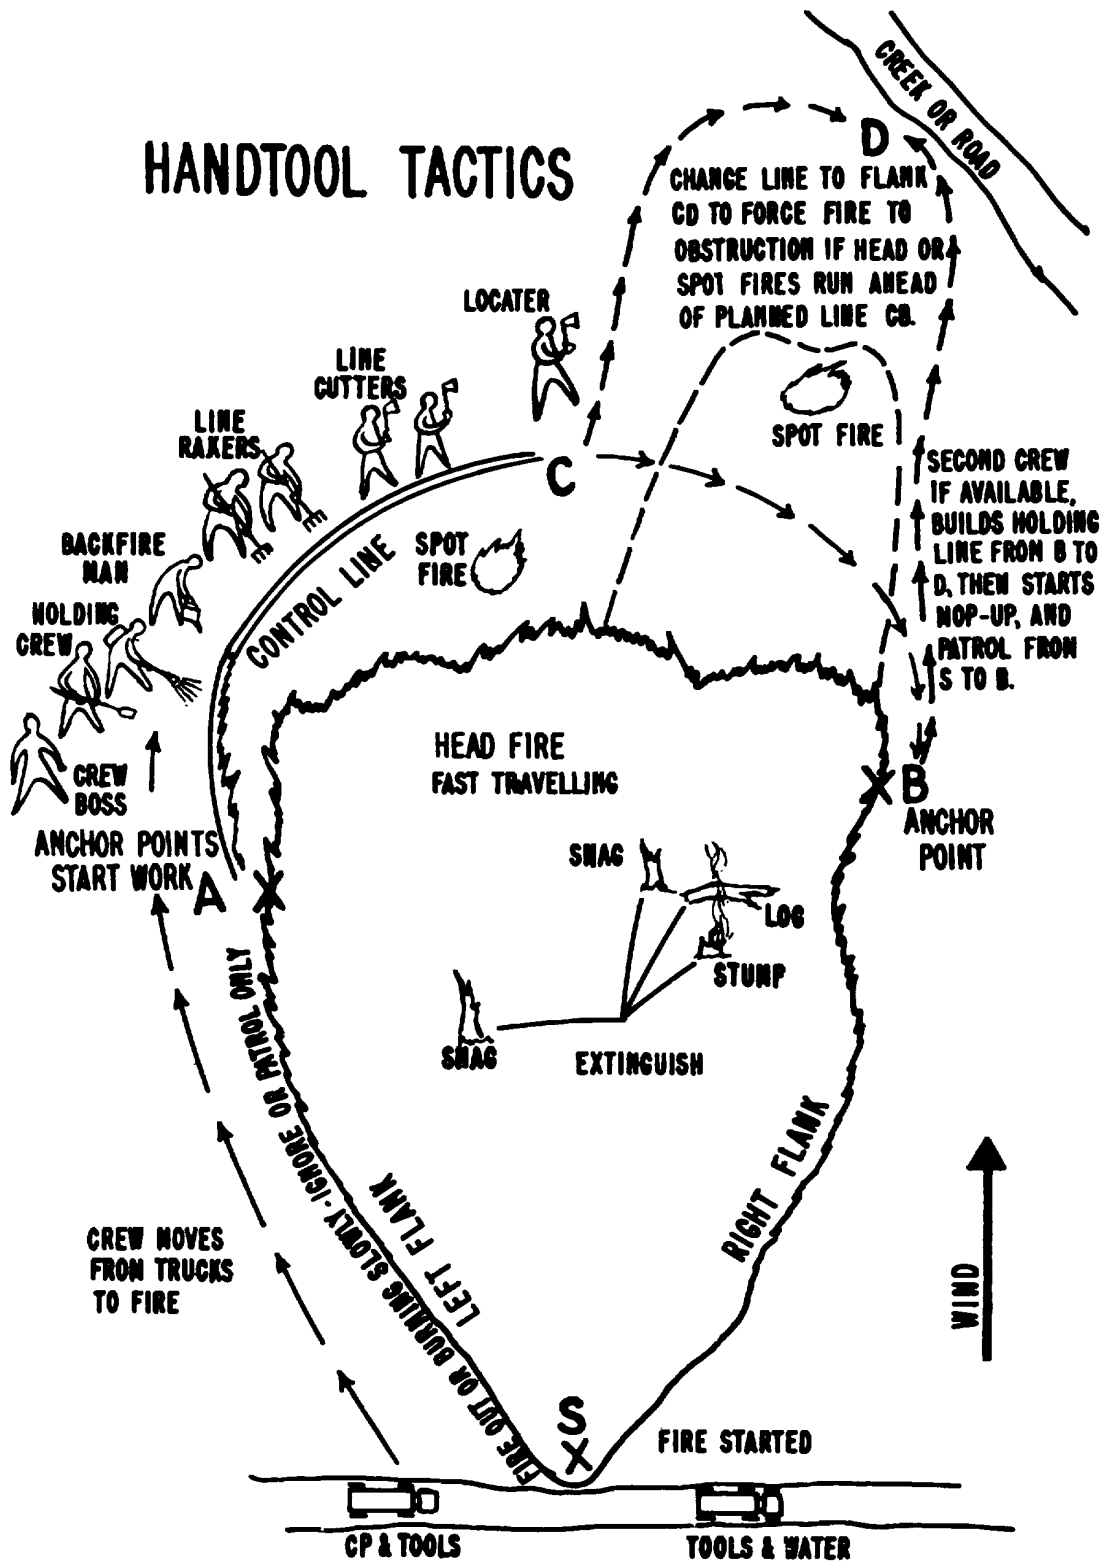 CREEK OR ROAD
HANDTOOL TACTICS
D
CHANGE LINE TO FLANK
CD TO FORCE FIRE TO
OBSTRUCTION IF HEAD OR
SPOT FIRES RUN AHEAD
OF PLANNED LINE CB.
LOCATER
LINE
CUTTERS
LINE
RAKERS
SPOT FIRE
C
SECOND CREW
IF AVAILABLE,
BUILDS HOLDING
LINE FROM B TO
D, THEN STARTS
MOP-UP, AND
PATROL FROM
S TO B.
BACKFIRE
MAN
CONTROL LINE
SPOT
FIRE
HOLDING
CREW
CREW
BOSS
HEAD FIRE
FAST TRAVELLING
X B
ANCHOR
POINT
ANCHOR POINTS
START WORK A X
SNAG
LOG
STUMP
SNAG
EXTINGUISH
FIRE OUT OR BURNING SLOWLY-IGNORE OR PATROL ONLY
LEFT FLANK
RIGHT FLANK
CREW MOVES
FROM TRUCKS
TO FIRE
WIND
S
X
FIRE STARTED
CP & TOOLS
TOOLS & WATER